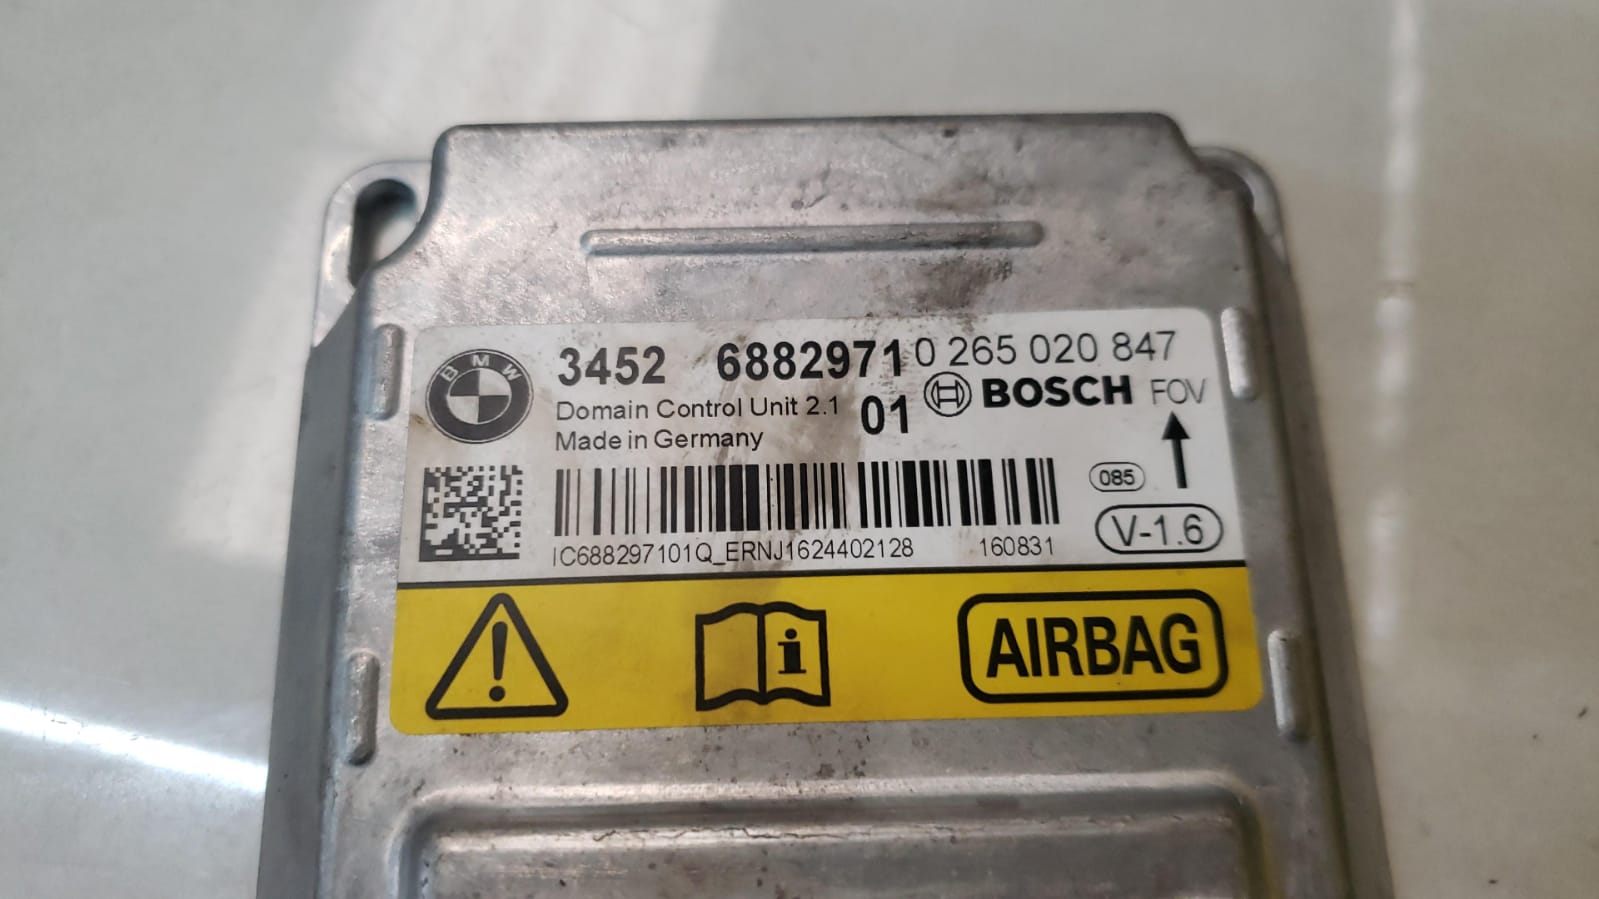 BMW
3452 6882971 0 265 020 847
Domain Control Unit 2.1 01 BOSCH FOV
Made in Germany
085
V-1.6
IC688297101Q_ERNJ1624402128 160831
i
AIRBAG